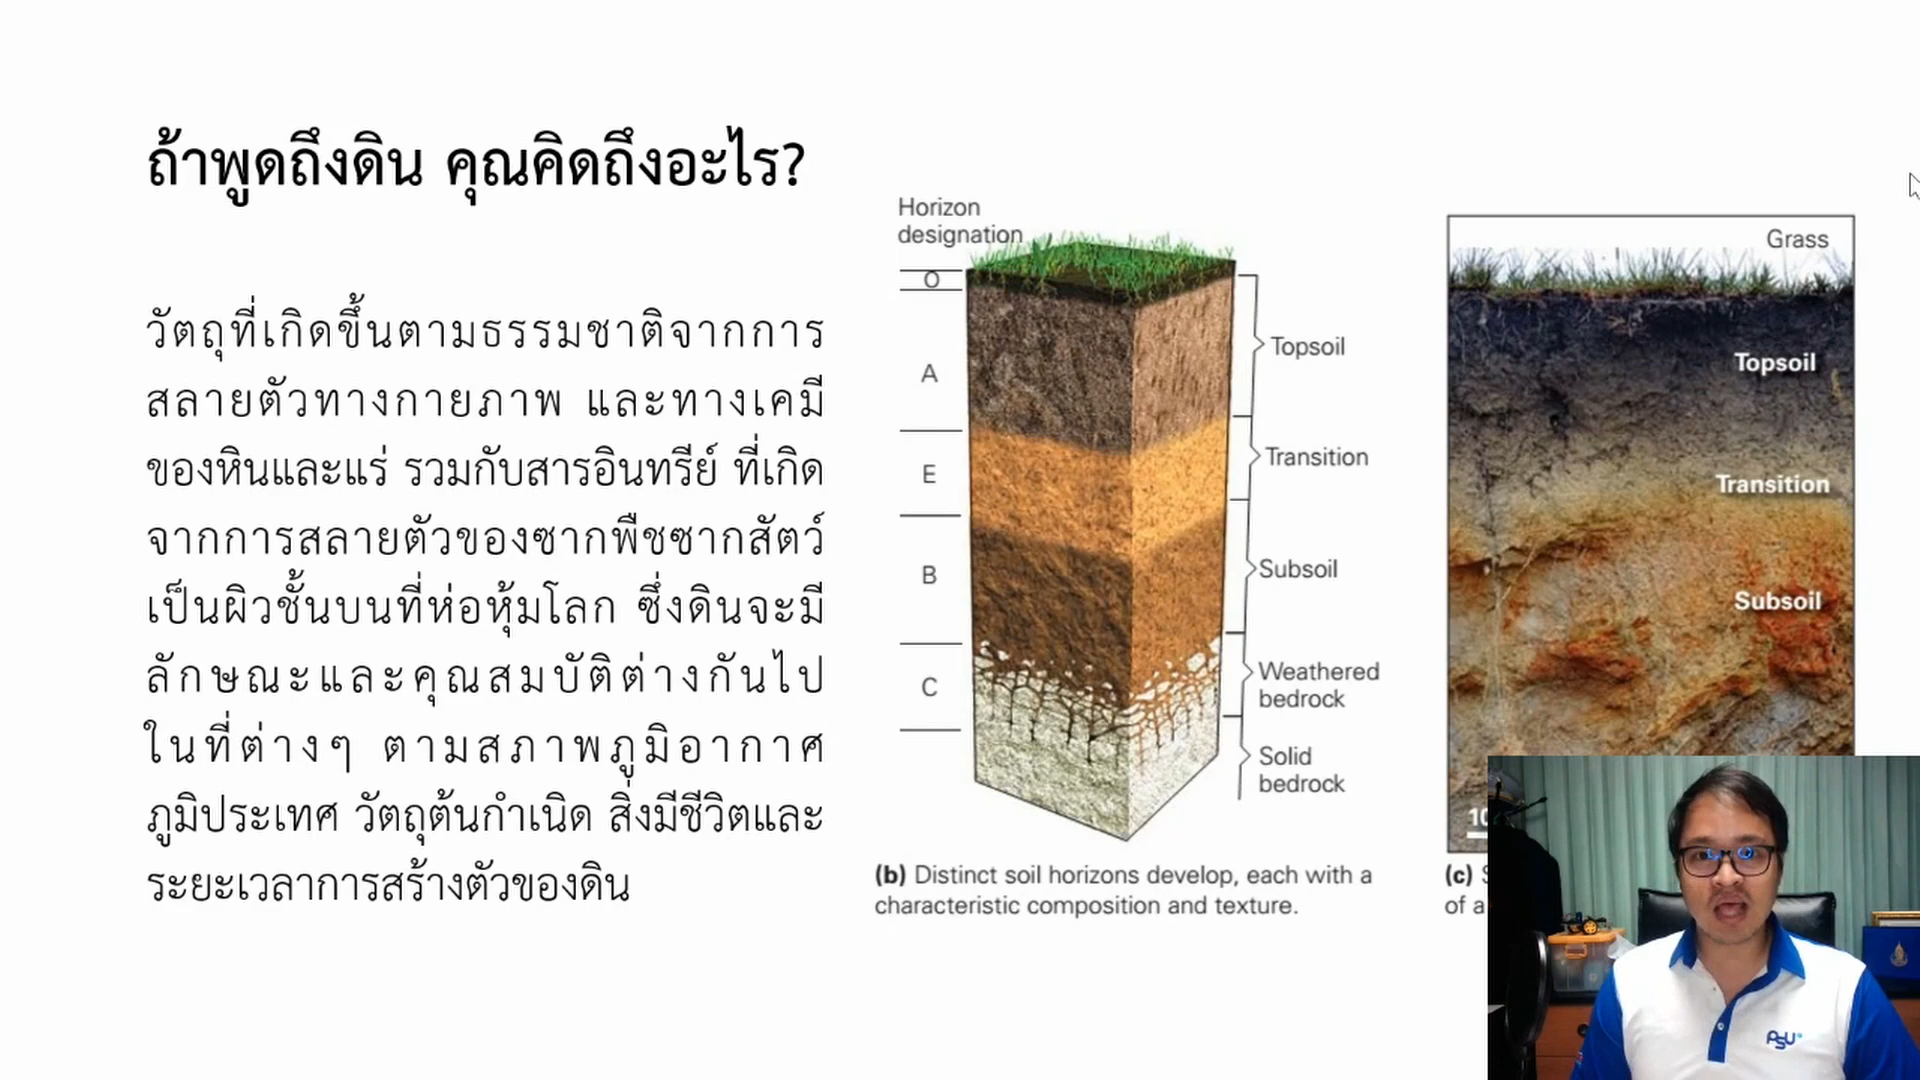 ถ้าพูดถึงดิน คุณคิดถึงอะไร?
วัตถุที่เกิดขึ้นตามธรรมชาติจากการ
สลายตัวทางกายภาพ และทางเคมี
ของหินและแร่ รวมกับสารอินทรีย์ ที่เกิด
จากการสลายตัวของซากพืชซากสัตว์
เป็นผิวชั้นบนที่ห่อหุ้มโลก ซึ่งดินจะมี
ลักษณะและคุณสมบัติต่างกันไป
ในที่ต่างๆ ตามสภาพภูมิอากาศ
ภูมิประเทศ วัตถุต้นกำเนิด สิ่งมีชีวิตและ
ระยะเวลาการสร้างตัวของดิน
Horizon
designation
O
A
E
B
C
Topsoil
Transition
Subsoil
Weathered
bedrock
Solid
bedrock
(b) Distinct soil horizons develop, each with a
characteristic composition and texture.
Grass
Topsoil
Transition
Subsoil
10
(c) S
of a
PSU